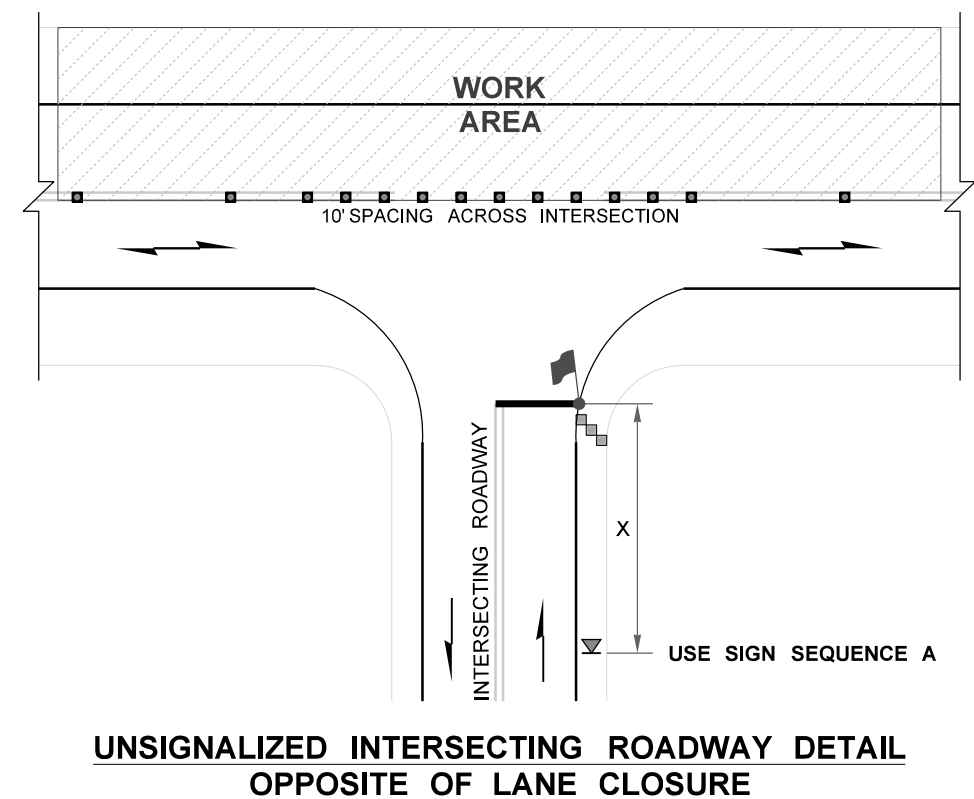 WORK
AREA
10' SPACING ACROSS INTERSECTION
INTERSECTING ROADWAY
X
USE SIGN SEQUENCE A
UNSIGNALIZED INTERSECTING ROADWAY DETAIL
OPPOSITE OF LANE CLOSURE